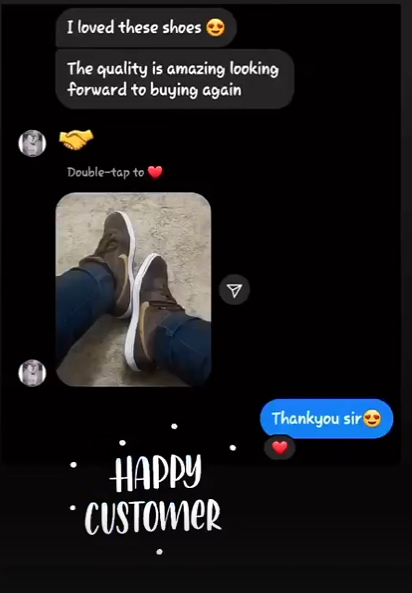 I loved these shoes 😍
The quality is amazing looking
forward to buying again
🤝
Double-tap to ❤️
Thankyou sir😍
❤️
HAPPY
CUSTOMER